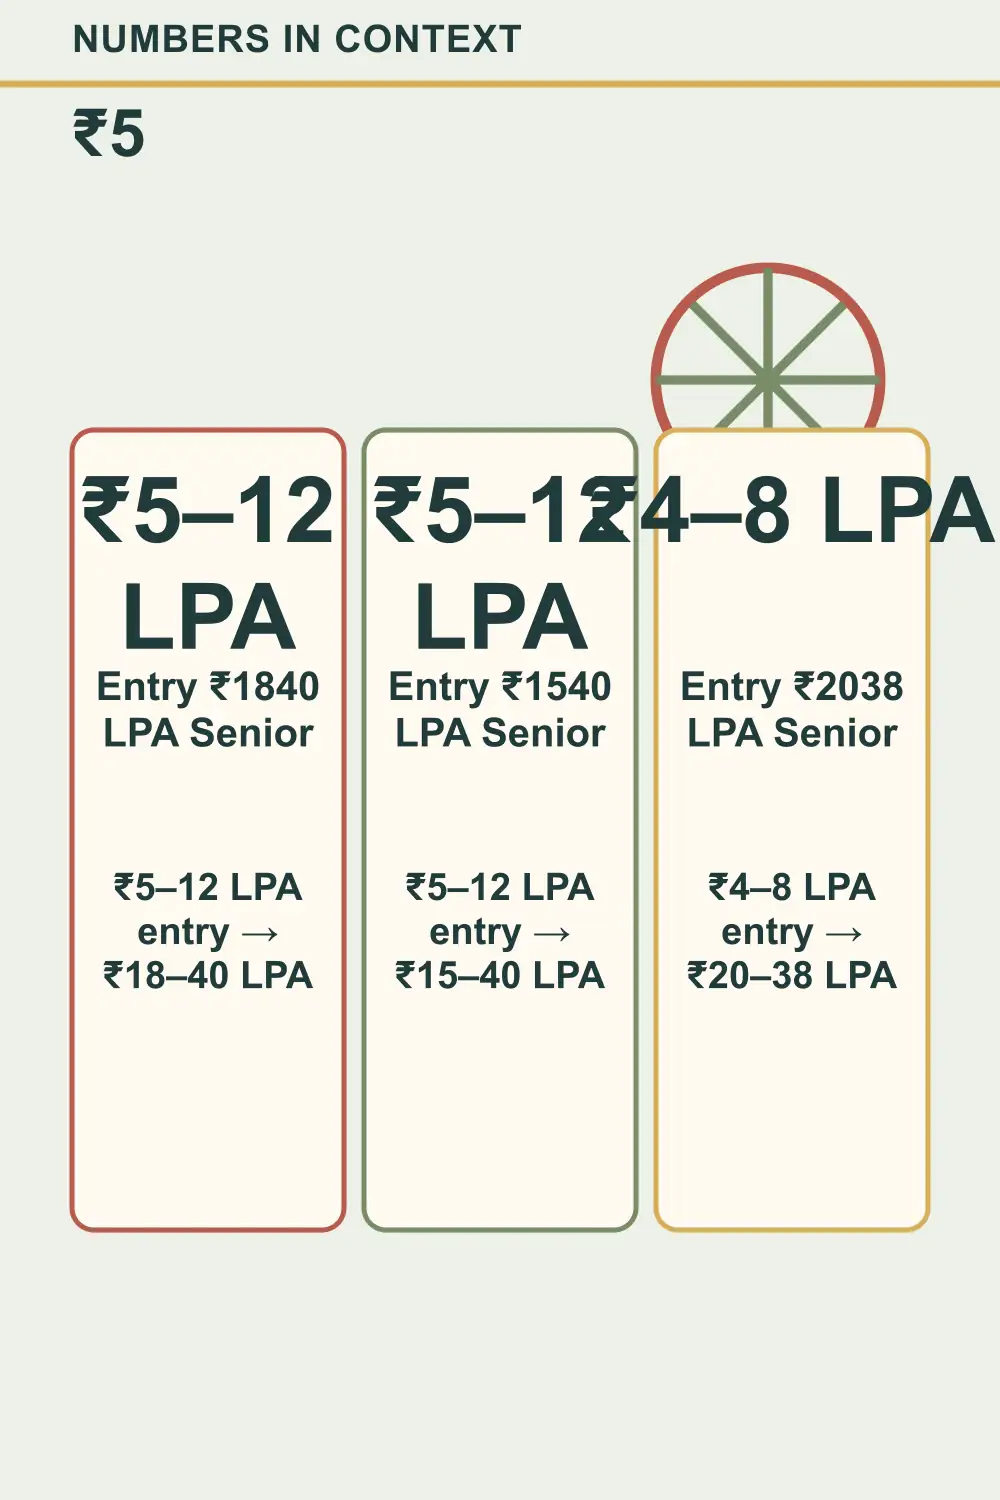 NUMBERS IN CONTEXT
₹5
₹5–12
LPA
Entry ₹1840
LPA Senior
₹5–12 LPA
entry →
₹18–40 LPA
₹5–12
LPA
Entry ₹1540
LPA Senior
₹5–12 LPA
entry →
₹15–40 LPA
₹4–8 LPA
Entry ₹2038
LPA Senior
₹4–8 LPA
entry →
₹20–38 LPA